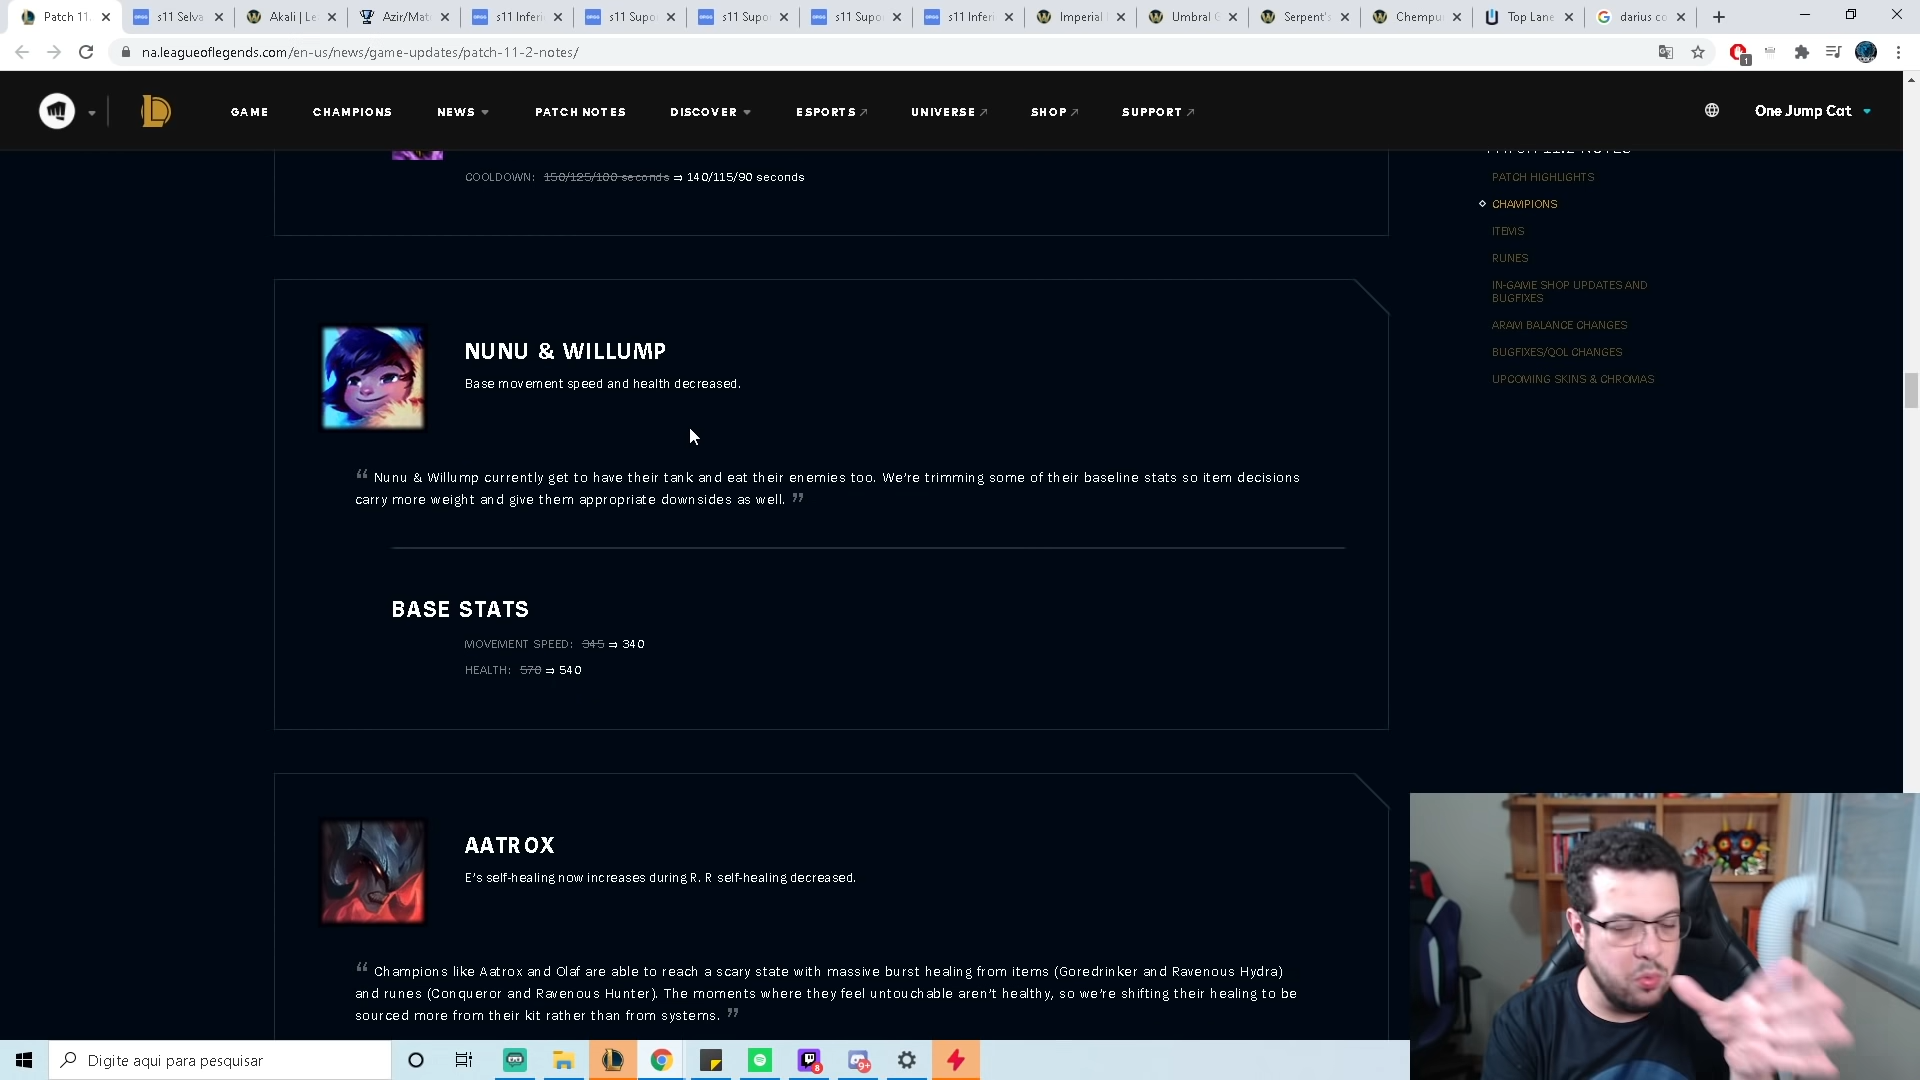 Patch 11.
s11 Selva
Akali | Le
Azir/Mat
s11 Inferi
s11 Supo
s11 Supo
s11 Supo
s11 Inferi
Imperial
Umbral G
Serpent's
Chempu
Top Lane
darius co
na.leagueoflegends.com/en-us/news/game-updates/patch-11-2-notes/
1
GAME
CHAMPIONS
NEWS
PATCH NOTES
DISCOVER
ESPORTS
UNIVERSE
SHOP
SUPPORT
One Jump Cat
COOLDOWN: 150/125/100 seconds ⇒ 140/115/90 seconds
PATCH 11.2 NOTES
PATCH HIGHLIGHTS
CHAMPIONS
ITEMS
RUNES
IN-GAME SHOP UPDATES AND
BUGFIXES
ARAM BALANCE CHANGES
BUGFIXES/QOL CHANGES
UPCOMING SKINS & CHROMAS
NUNU & WILLUMP
Base movement speed and health decreased.
“ Nunu & Willump currently get to have their tank and eat their enemies too. We're trimming some of their baseline stats so item decisions
carry more weight and give them appropriate downsides as well. ”
BASE STATS
MOVEMENT SPEED: 345 ⇒ 340
HEALTH: 570 ⇒ 540
AATROX
E's self-healing now increases during R. R self-healing decreased.
“ Champions like Aatrox and Olaf are able to reach a scary state with massive burst healing from items (Goredrinker and Ravenous Hydra)
and runes (Conqueror and Ravenous Hunter). The moments where they feel untouchable aren't healthy, so we're shifting their healing to be
sourced more from their kit rather than from systems. ”
Digite aqui para pesquisar
8
9+